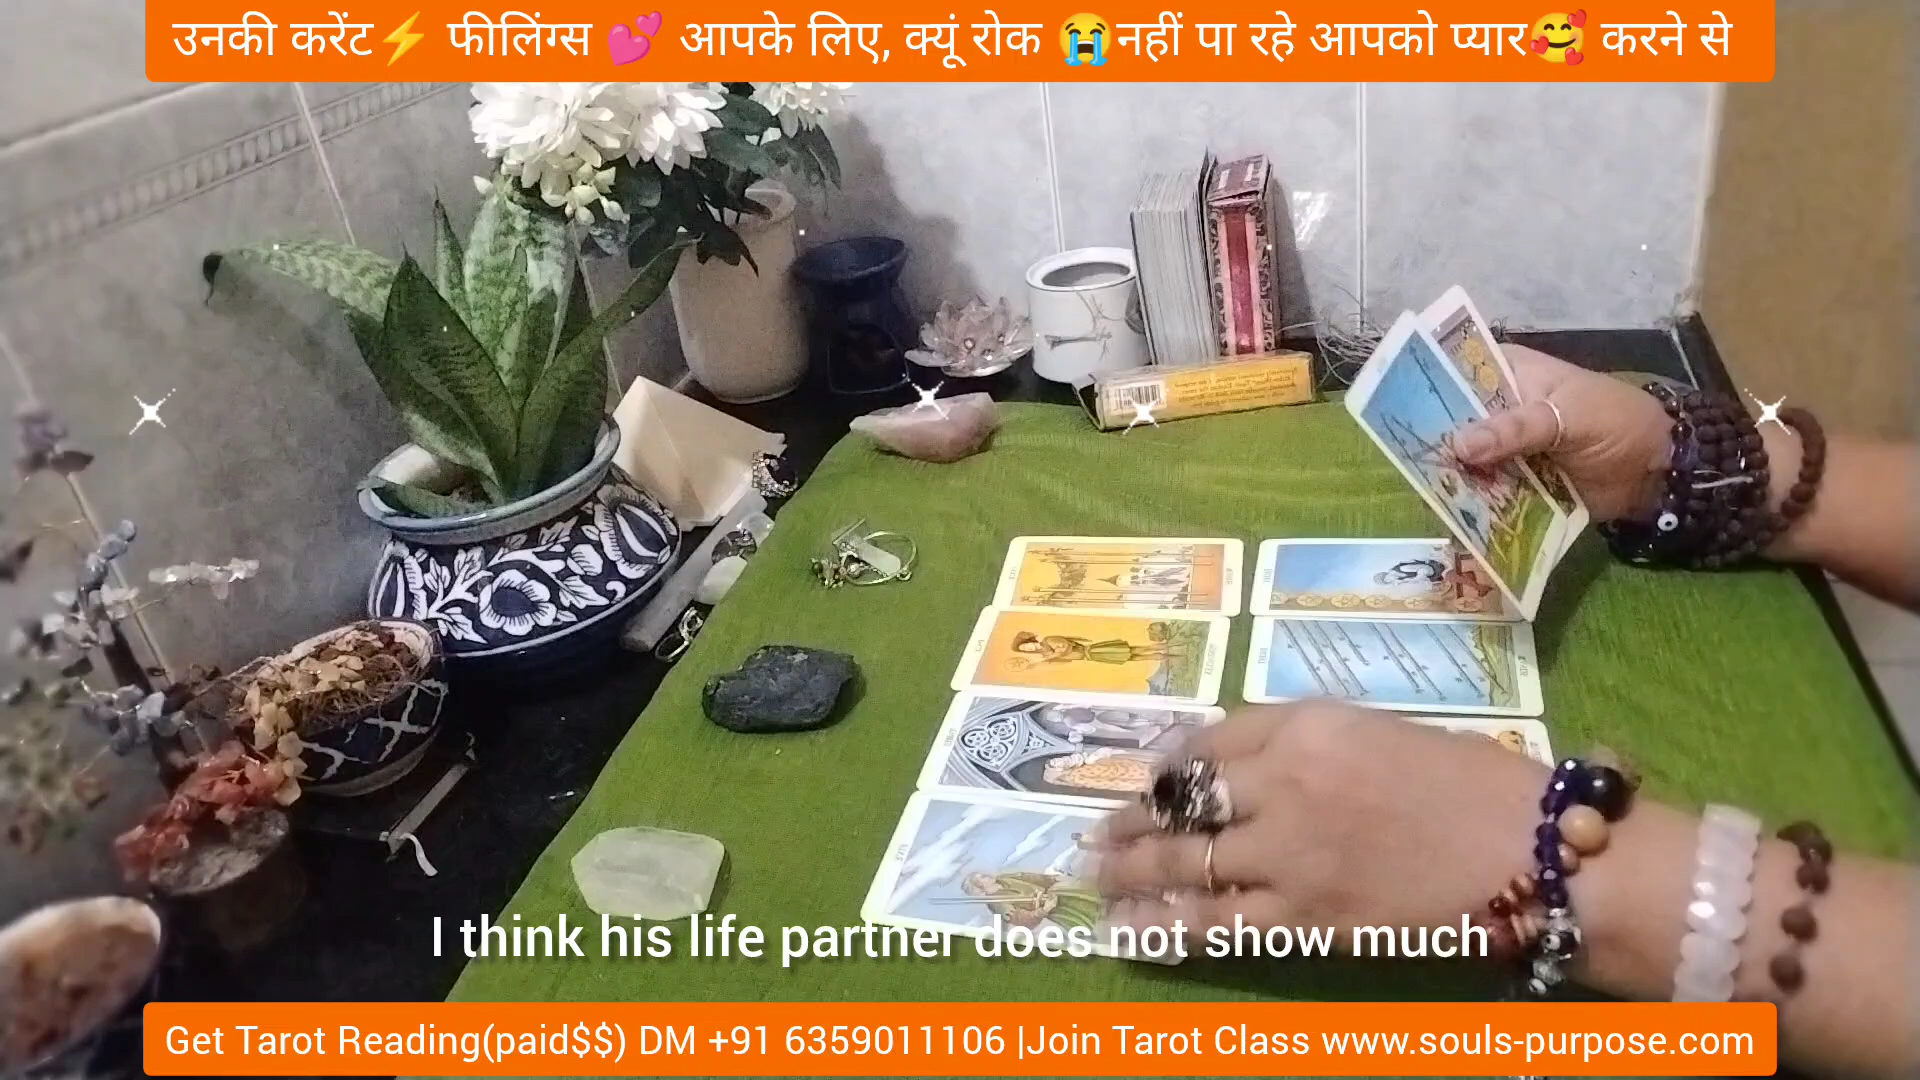 उनकी करेंट⚡ फीलिंग्स 💕 आपके लिए, क्यूं रोक 😭नहीं पा रहे आपको प्यार🥰 करने से
I think his life partner does not show much
Get Tarot Reading(paid$$) DM +91 6359011106 |Join Tarot Class www.souls-purpose.com